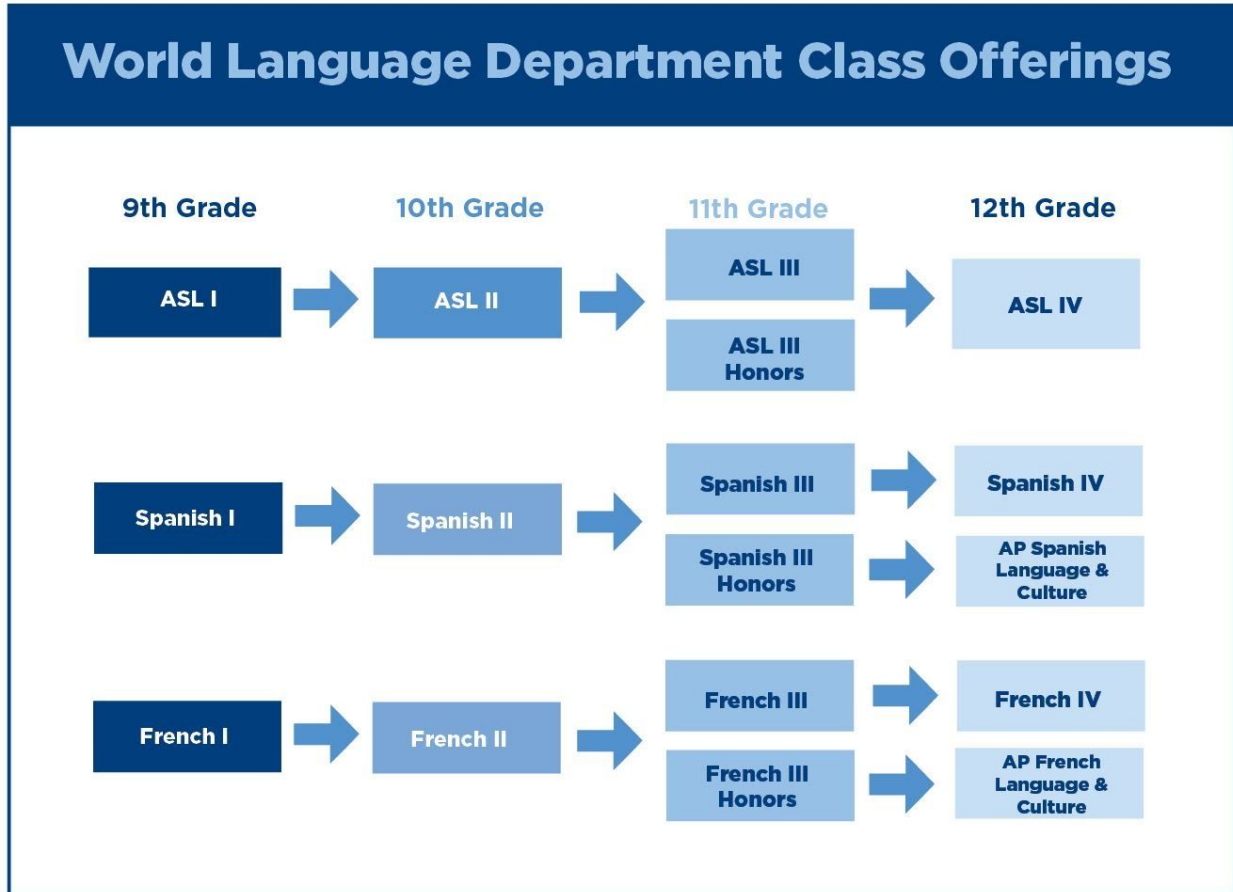 World Language Department Class Offerings
9th Grade
10th Grade
11th Grade
12th Grade
ASL I
ASL II
ASL III
ASL III
Honors
ASL IV
Spanish I
Spanish II
Spanish III
Spanish III
Honors
Spanish IV
AP Spanish
Language &
Culture
French I
French II
French III
French III
Honors
French IV
AP French
Language &
Culture